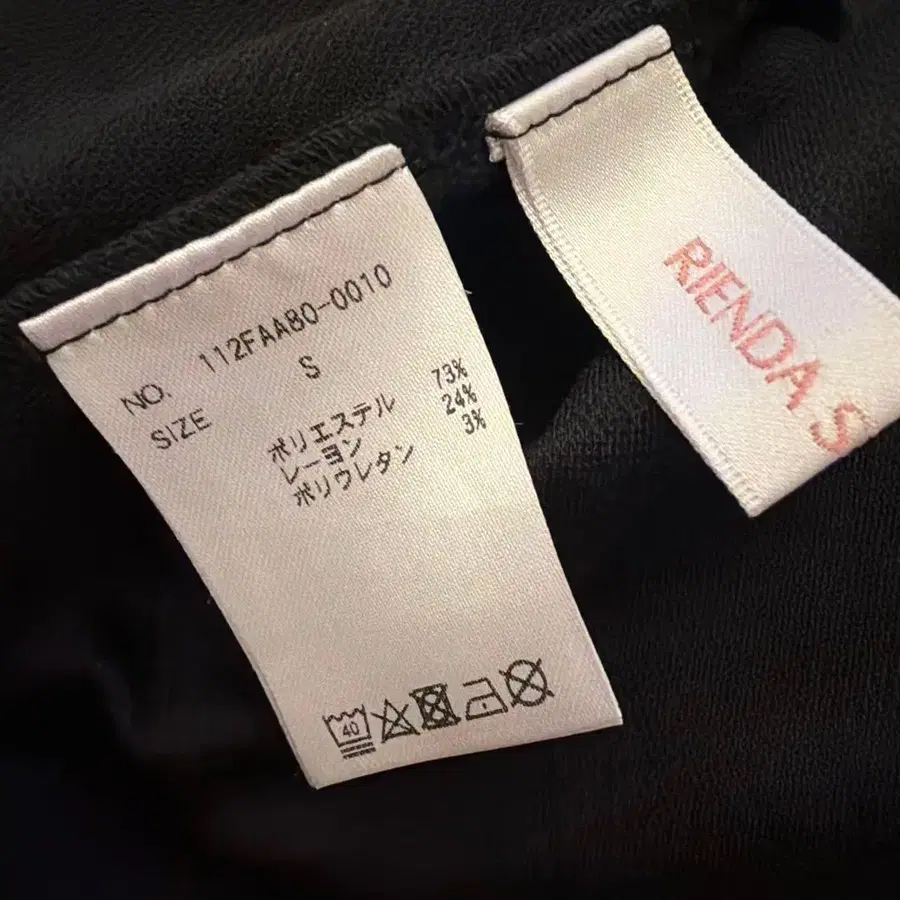 NO. 112FAA80-0010
SIZE S
ポリエステル 73%
レーヨン 24%
ポリウレタン 3%
40
RIENDA S